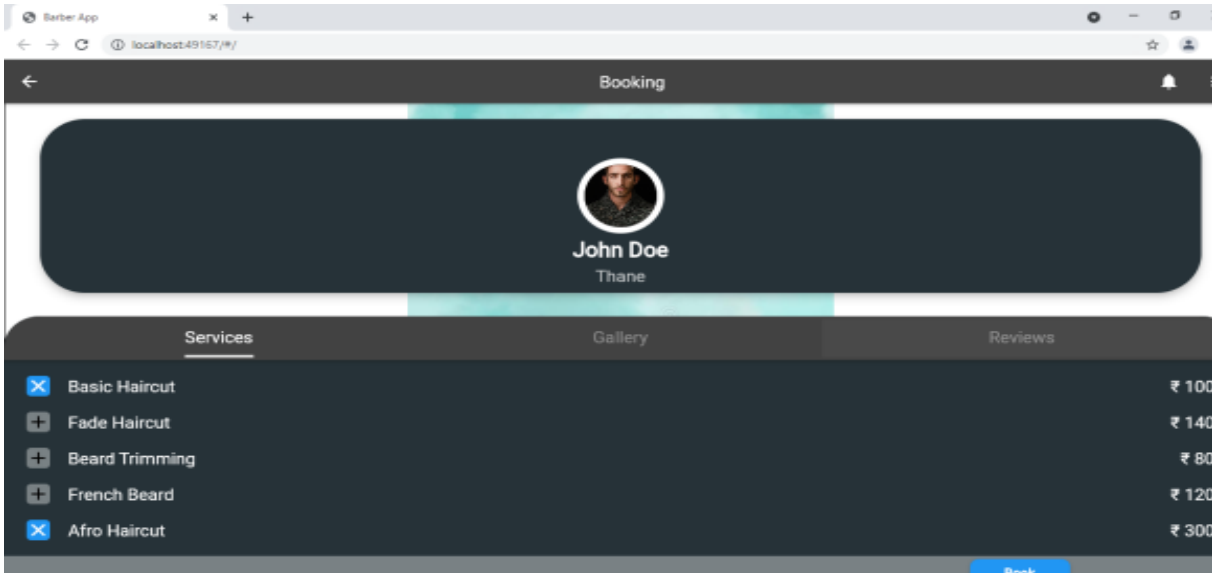 Barber App
localhost:49167/#/
Booking
John Doe
Thane
Services Gallery Reviews
Basic Haircut ₹ 100
Fade Haircut ₹ 140
Beard Trimming ₹ 80
French Beard ₹ 120
Afro Haircut ₹ 300
Book